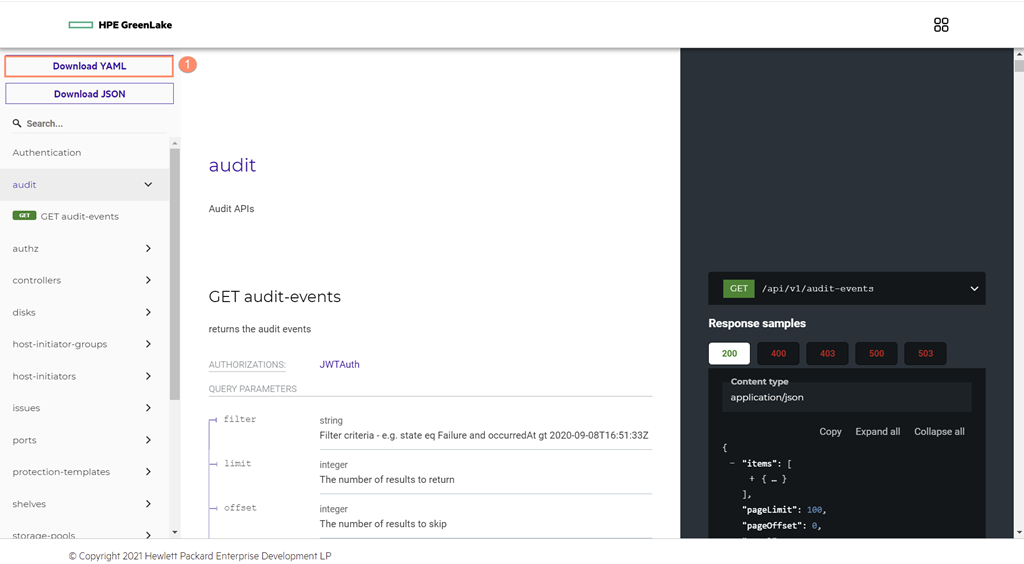 HPE GreenLake
Download YAML
1
Download JSON
Search...
Authentication
audit
GET GET audit-events
authz
controllers
disks
host-initiator-groups
host-initiators
issues
ports
protection-templates
shelves
storage-pools
audit
Audit APIs
GET audit-events
returns the audit events
AUTHORIZATIONS: JWTAuth
QUERY PARAMETERS
filter string
Filter criteria - e.g. state eq Failure and occurredAt gt 2020-09-08T16:51:33Z
limit integer
The number of results to return
offset integer
The number of results to skip
GET /api/v1/audit-events
Response samples
200 400 403 500 503
Content type
application/json
Copy Expand all Collapse all
{
− "items": [
+ { … }
],
"pageLimit": 100,
"pageOffset": 0,
© Copyright 2021 Hewlett Packard Enterprise Development LP